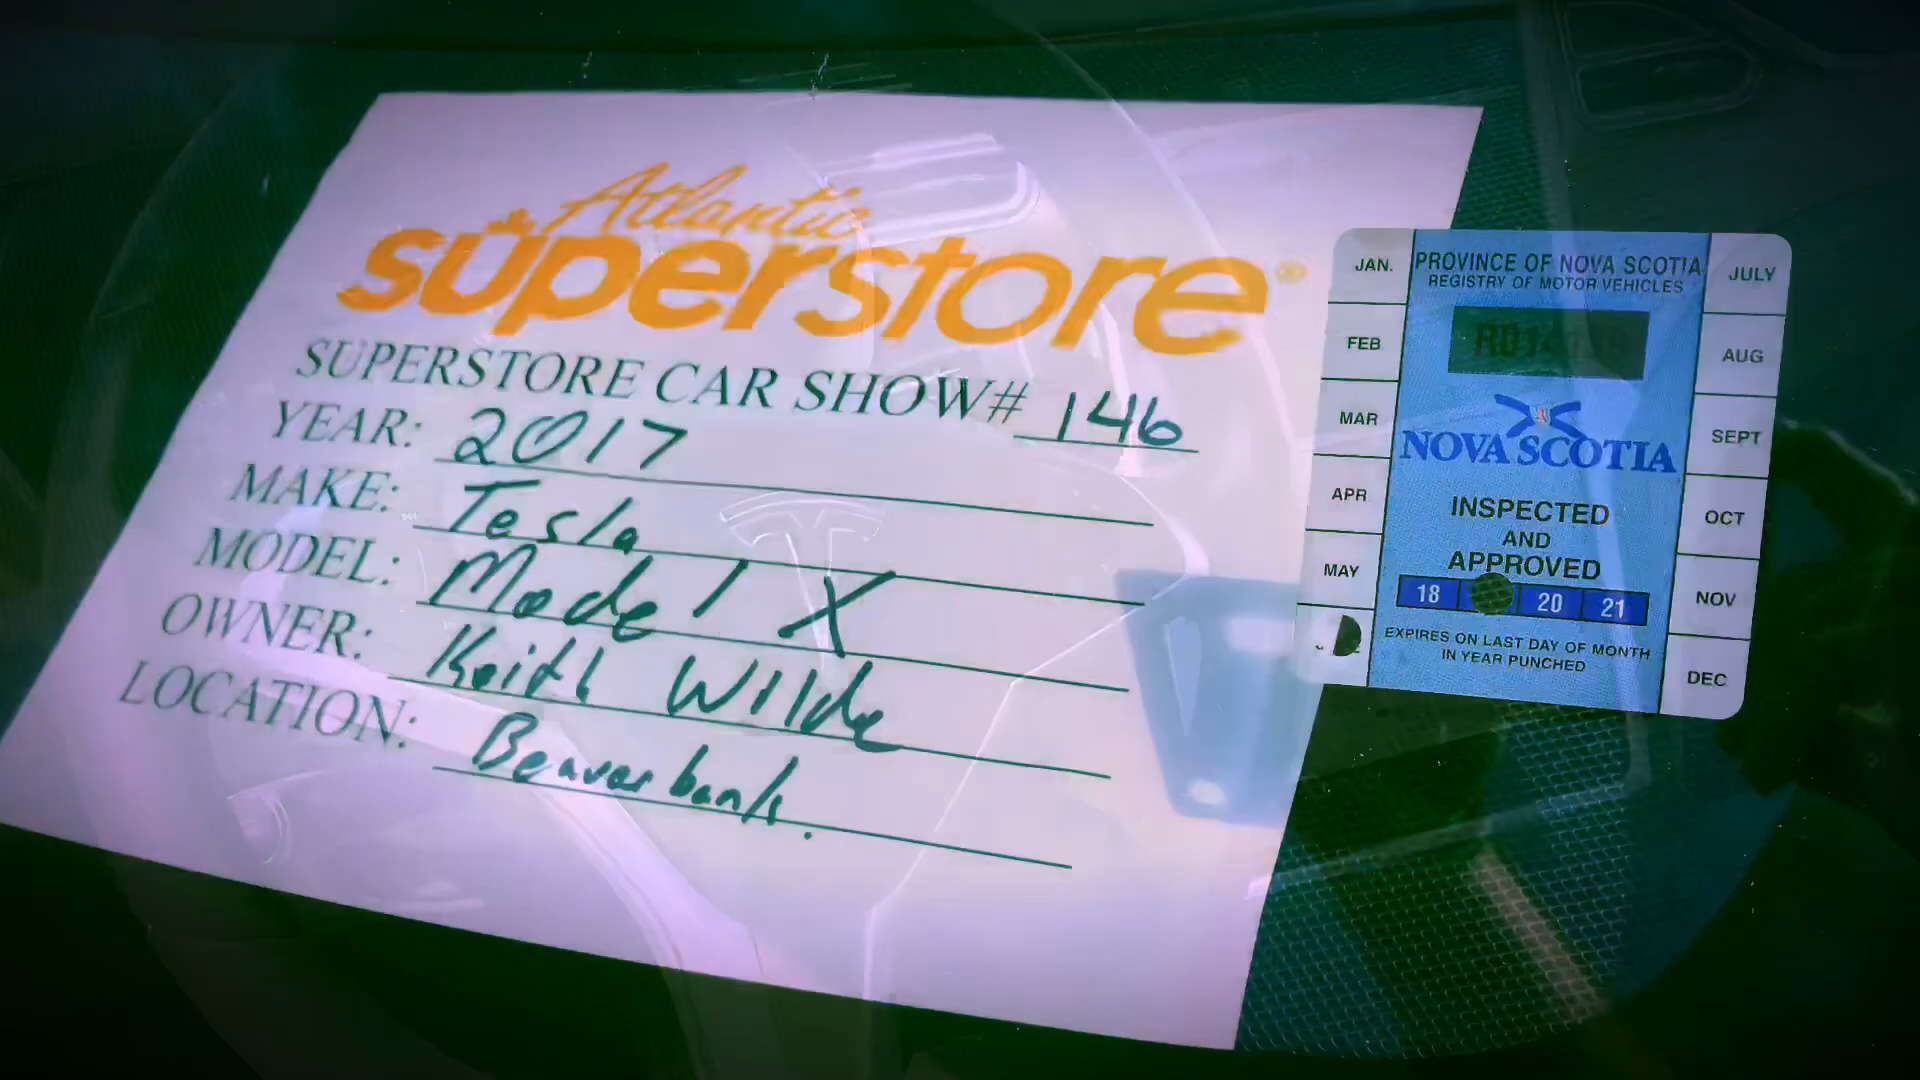 Atlantic
superstore®
SUPERSTORE CAR SHOW# 146
YEAR: 2017
MAKE: Tesla
MODEL: Model X
OWNER: Keith Wilde
LOCATION: Beaverbank.
PROVINCE OF NOVA SCOTIA
REGISTRY OF MOTOR VEHICLES
NOVA SCOTIA
INSPECTED
AND
APPROVED
18 20 21
EXPIRES ON LAST DAY OF MONTH
IN YEAR PUNCHED
JAN.
FEB
MAR
APR
MAY
JULY
AUG
SEPT
OCT
NOV
DEC